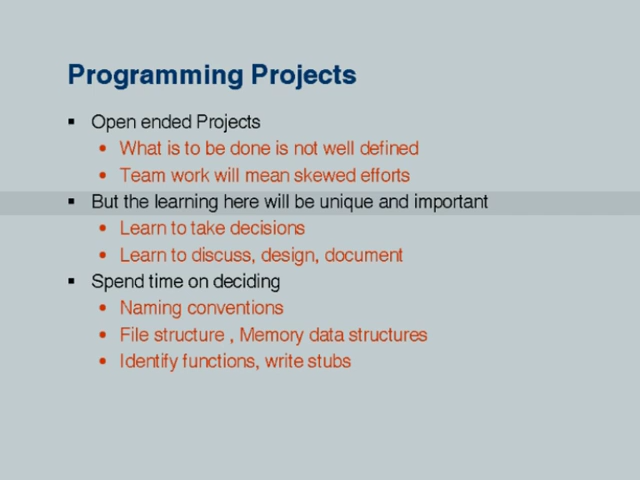 Programming Projects
▪ Open ended Projects
• What is to be done is not well defined
• Team work will mean skewed efforts
▪ But the learning here will be unique and important
• Learn to take decisions
• Learn to discuss, design, document
▪ Spend time on deciding
• Naming conventions
• File structure , Memory data structures
• Identify functions, write stubs